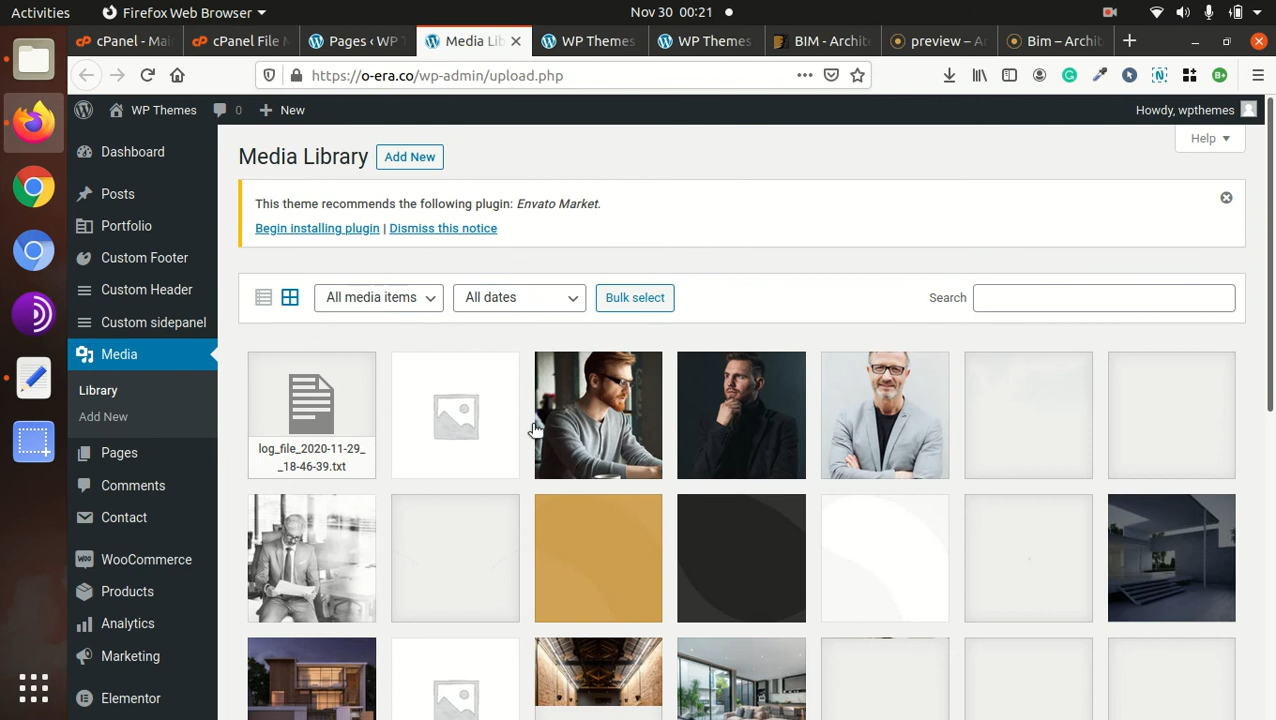 Activities
Firefox Web Browser
Nov 30 00:21
cPanel - Mai
cPanel File M
Pages ‹ WP T
Media Lib
WP Themes
WP Themes
BIM - Archit
preview – Ar
Bim – Archit
https://o-era.co/wp-admin/upload.php
WP Themes
0
New
Howdy, wpthemes
Dashboard
Posts
Portfolio
Custom Footer
Custom Header
Custom sidepanel
Media
Library
Add New
Pages
Comments
Contact
WooCommerce
Products
Analytics
Marketing
Elementor
Help
Media Library
Add New
This theme recommends the following plugin: Envato Market.
Begin installing plugin | Dismiss this notice
All media items
All dates
Bulk select
Search
log_file_2020-11-29_
_18-46-39.txt